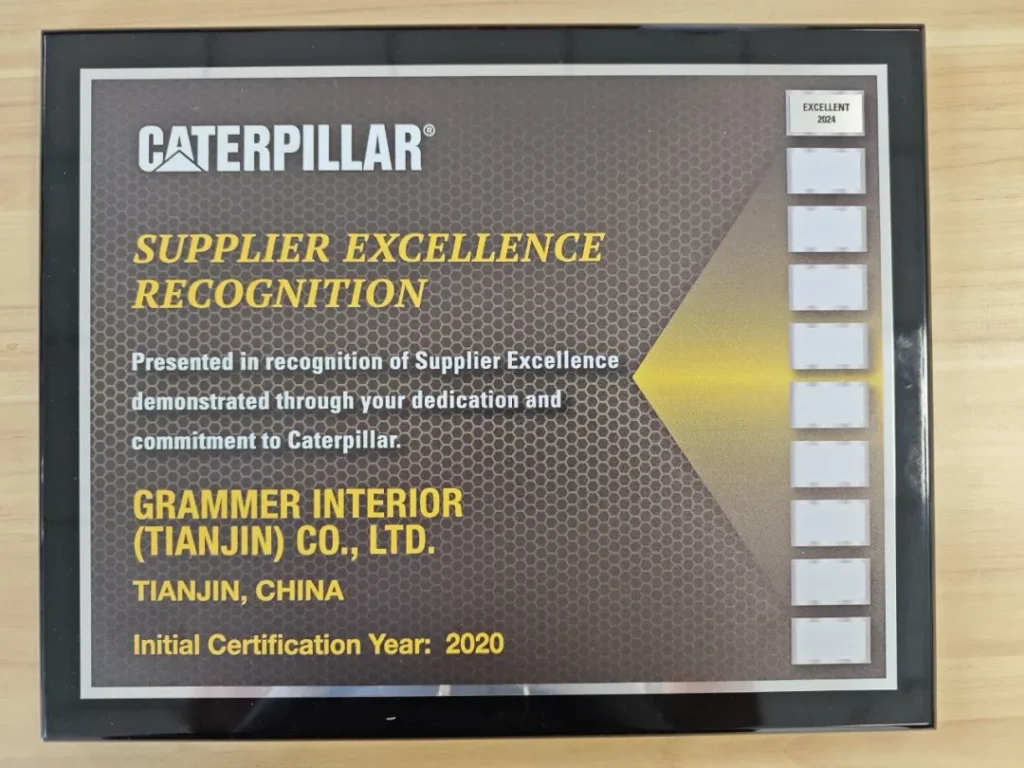 CATERPILLAR®
EXCELLENT
2024
SUPPLIER EXCELLENCE
RECOGNITION
Presented in recognition of Supplier Excellence
demonstrated through your dedication and
commitment to Caterpillar.
GRAMMER INTERIOR
(TIANJIN) CO., LTD.
TIANJIN, CHINA
Initial Certification Year: 2020